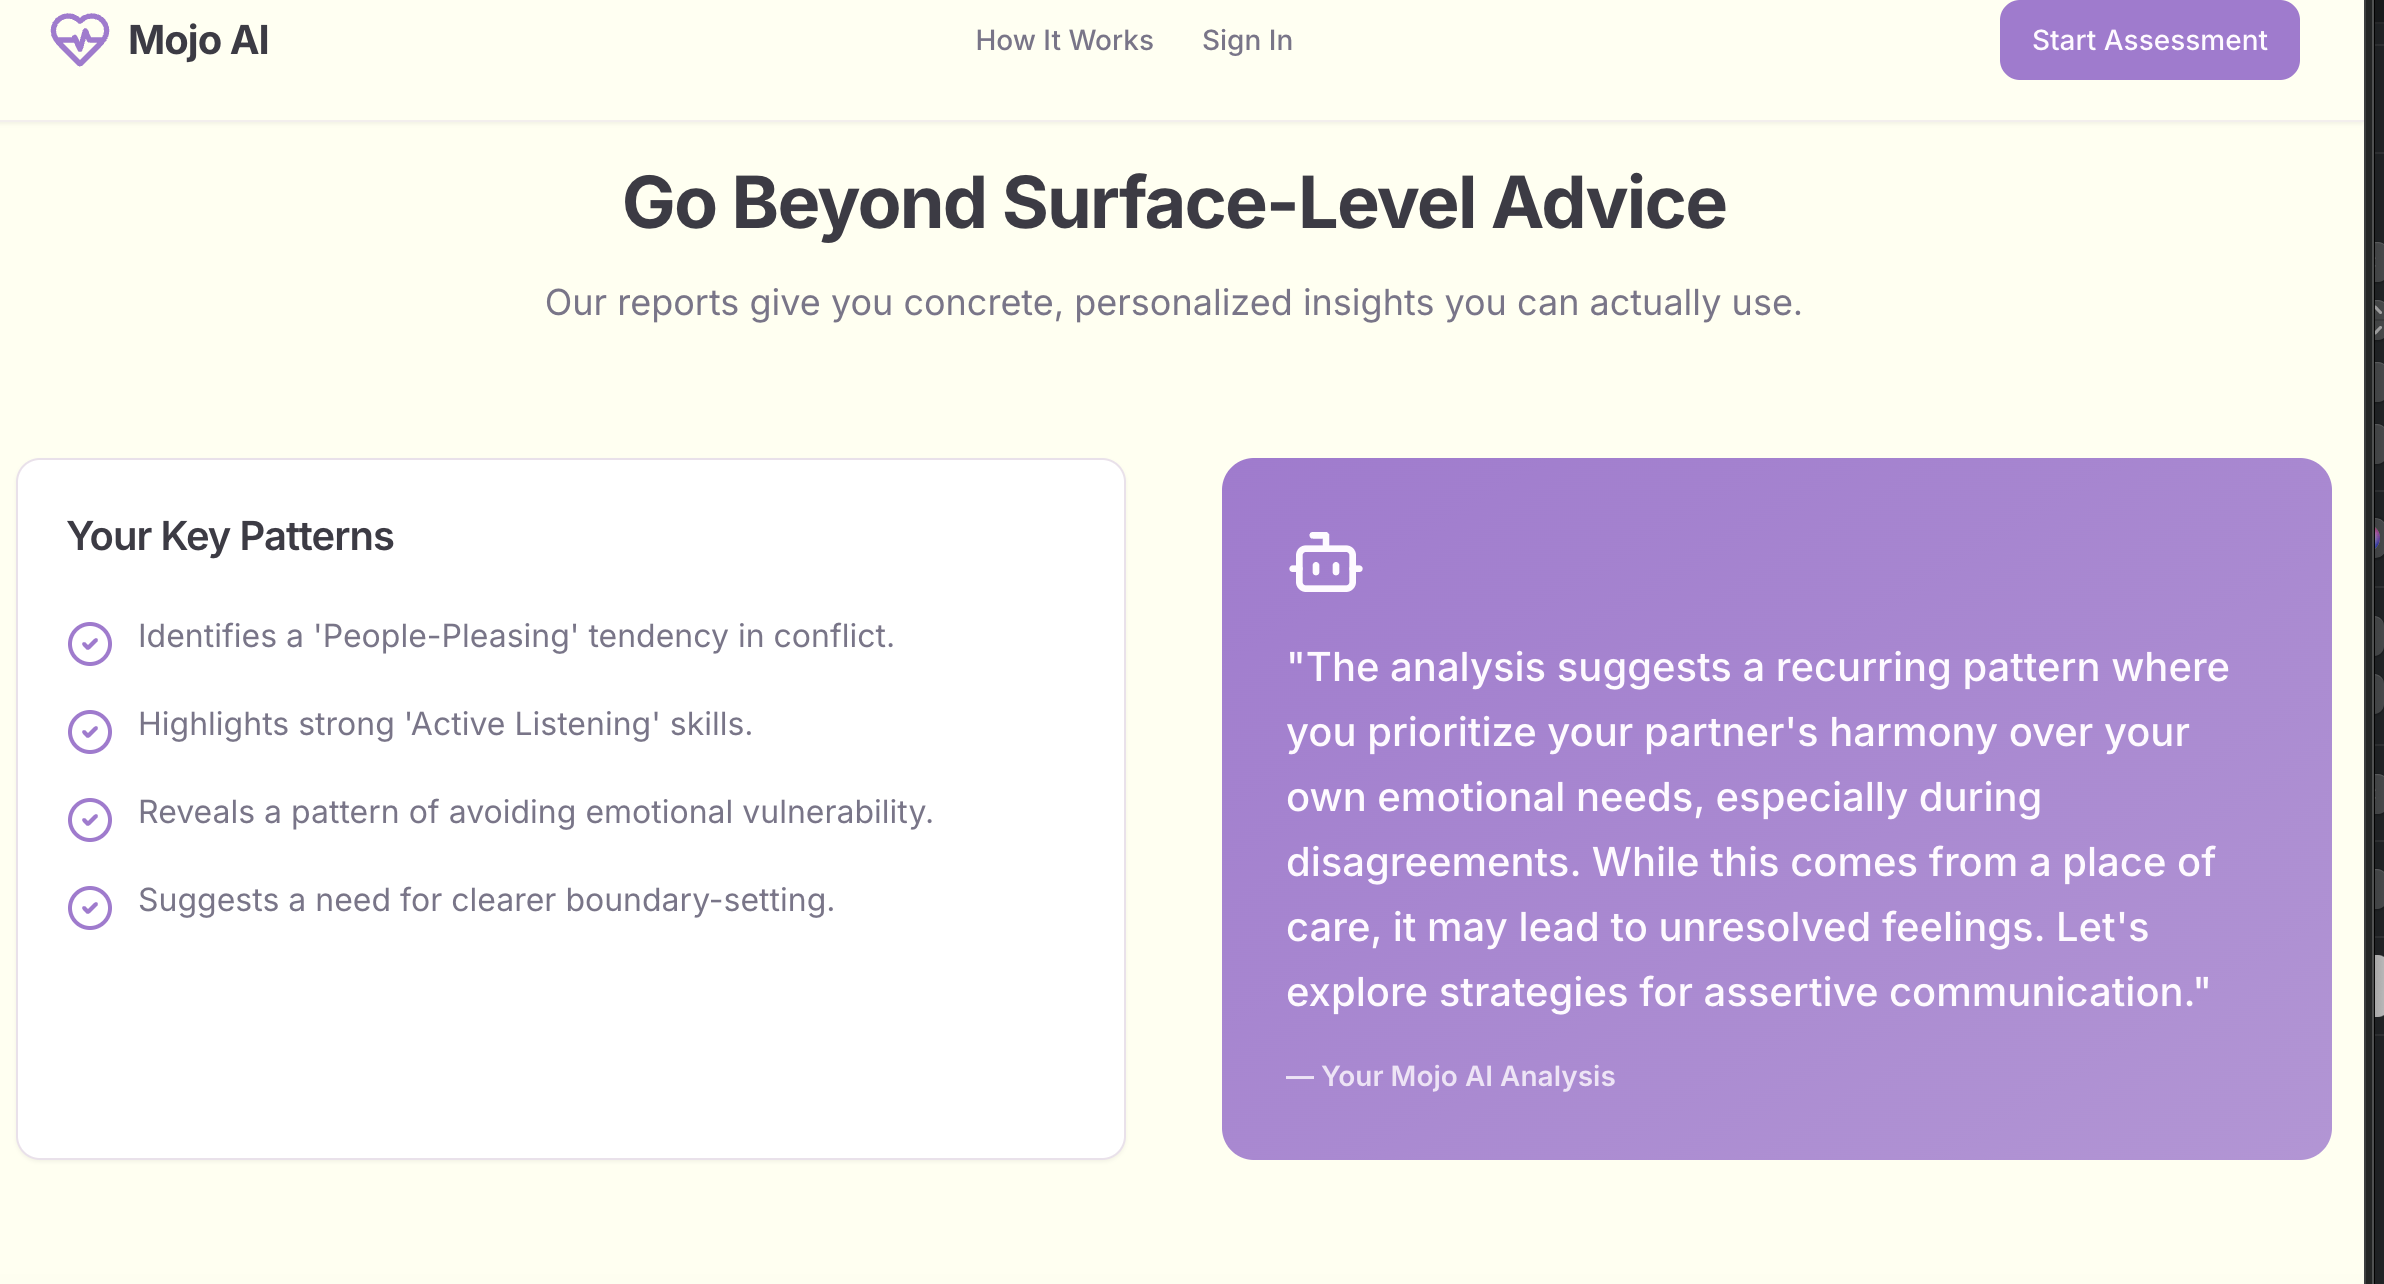 Mojo AI
How It Works
Sign In
Start Assessment
Go Beyond Surface-Level Advice
Our reports give you concrete, personalized insights you can actually use.
Your Key Patterns
Identifies a 'People-Pleasing' tendency in conflict.
Highlights strong 'Active Listening' skills.
Reveals a pattern of avoiding emotional vulnerability.
Suggests a need for clearer boundary-setting.
"The analysis suggests a recurring pattern where
you prioritize your partner's harmony over your
own emotional needs, especially during
disagreements. While this comes from a place of
care, it may lead to unresolved feelings. Let's
explore strategies for assertive communication."
— Your Mojo AI Analysis